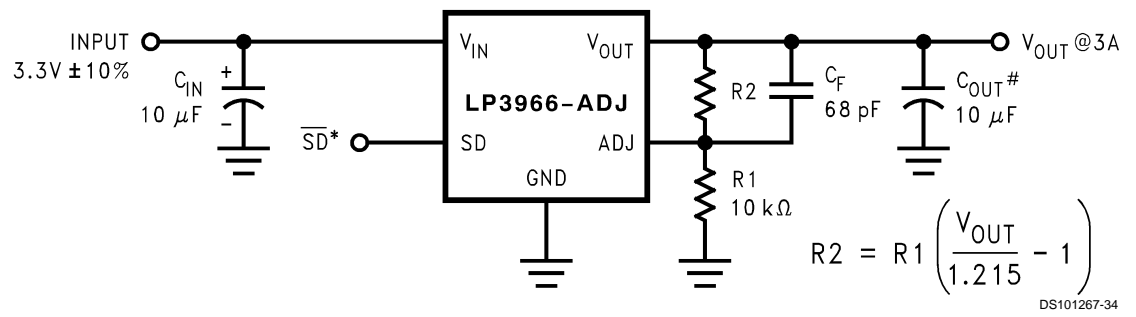 INPUT
3.3V ±10%
C_IN
+
10 μF
–
SD*
V_IN
V_OUT
LP3966–ADJ
SD
ADJ
GND
R2
C_F
68 pF
R1
10 kΩ
C_OUT#
10 μF
V_OUT @3A
R2 = R1 (V_OUT/1.215 – 1)
DS101267-34